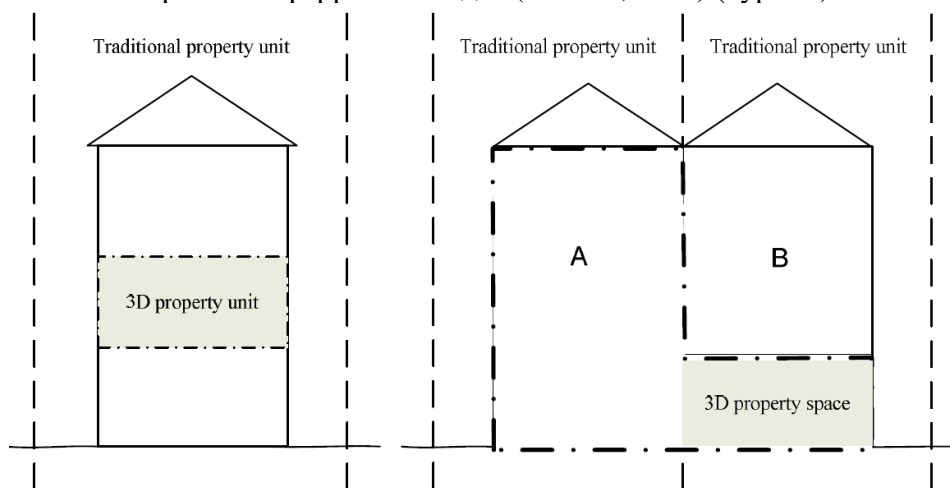 Traditional property unit
Traditional property unit
Traditional property unit
A
B
3D property unit
3D property space